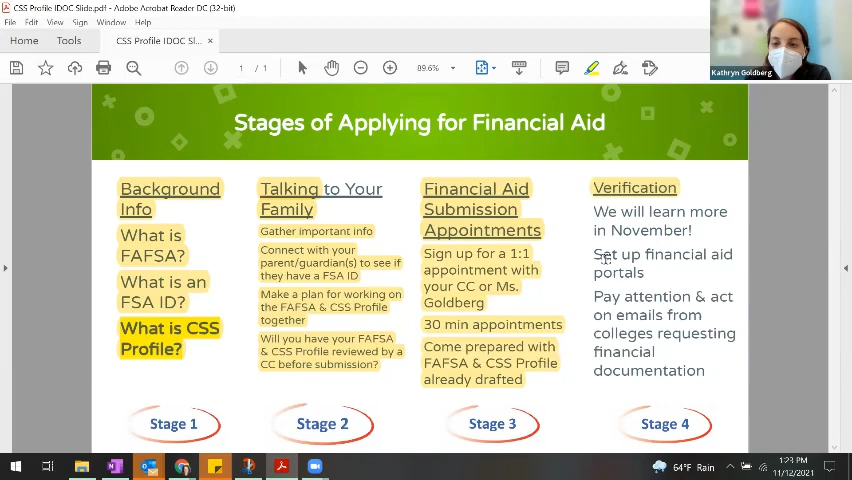 CSS Profile IDOC Slide.pdf - Adobe Acrobat Reader DC (32-bit)
File Edit View Sign Window Help
Home Tools CSS Profile IDOC Sl... ×
1 / 1 89.6%
Kathryn Goldberg
Stages of Applying for Financial Aid
Background
Info
What is
FAFSA?
What is an
FSA ID?
What is CSS
Profile?
Stage 1
Talking to Your
Family
Gather important info
Connect with your
parent/guardian(s) to see if
they have a FSA ID
Make a plan for working on
the FAFSA & CSS Profile
together
Will you have your FAFSA
& CSS Profile reviewed by a
CC before submission?
Stage 2
Financial Aid
Submission
Appointments
Sign up for a 1:1
appointment with
your CC or Ms.
Goldberg
30 min appointments
Come prepared with
FAFSA & CSS Profile
already drafted
Stage 3
Verification
We will learn more
in November!
Set up financial aid
portals
Pay attention & act
on emails from
colleges requesting
financial
documentation
Stage 4
64°F Rain
1:23 PM
11/12/2021